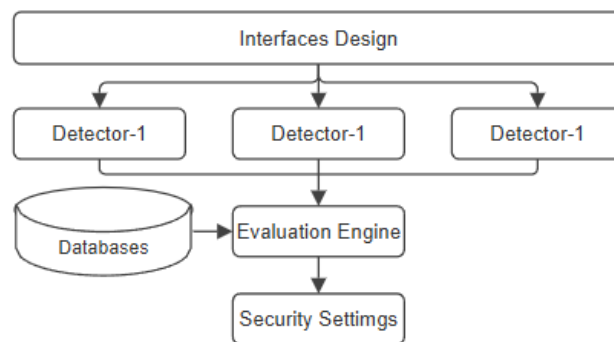 Interfaces Design
Detector-1
Detector-1
Detector-1
Databases
Evaluation Engine
Security Settimgs